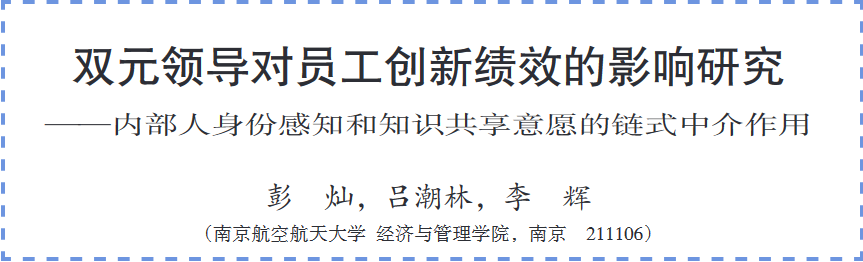 双元领导对员工创新绩效的影响研究
——内部人身份感知和知识共享意愿的链式中介作用
彭　灿，吕潮林，李　辉
（南京航空航天大学 经济与管理学院，南京　211106）